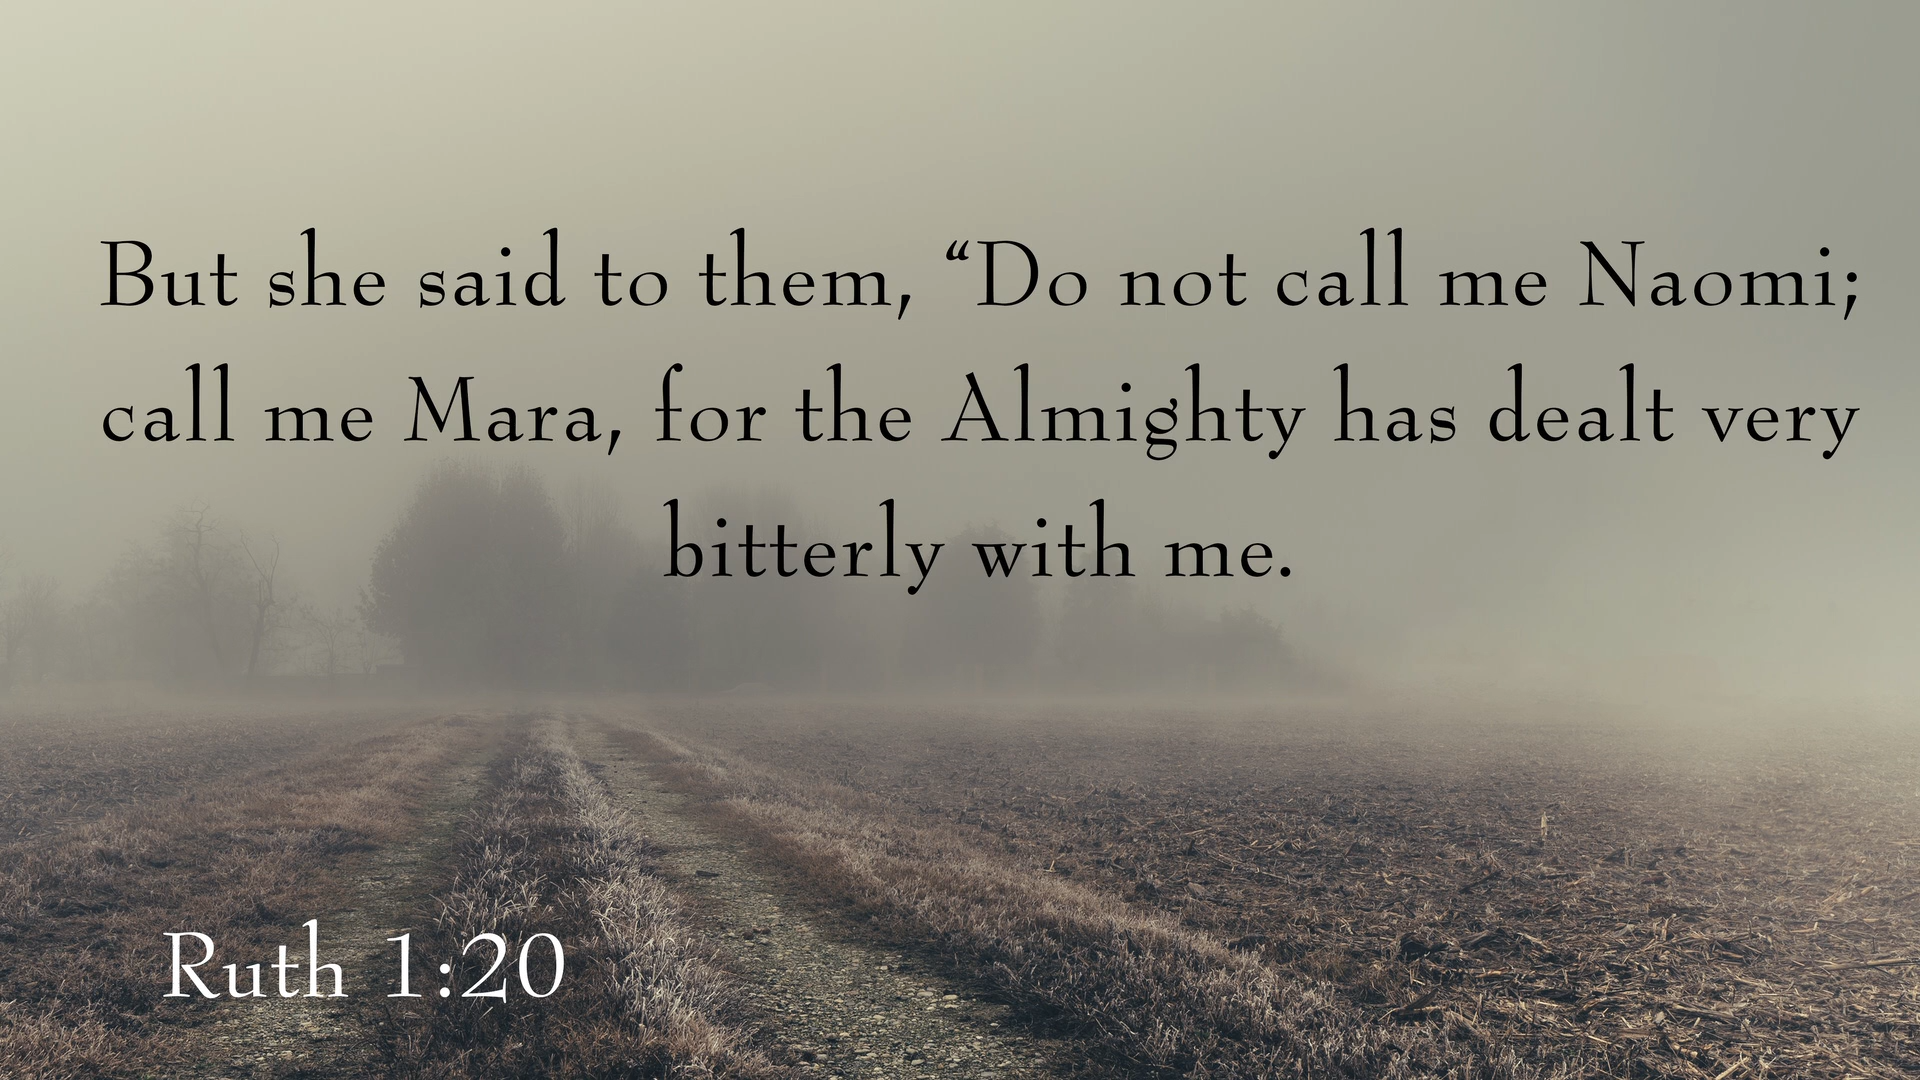 But she said to them, “Do not call me Naomi;
call me Mara, for the Almighty has dealt very
bitterly with me.
Ruth 1:20